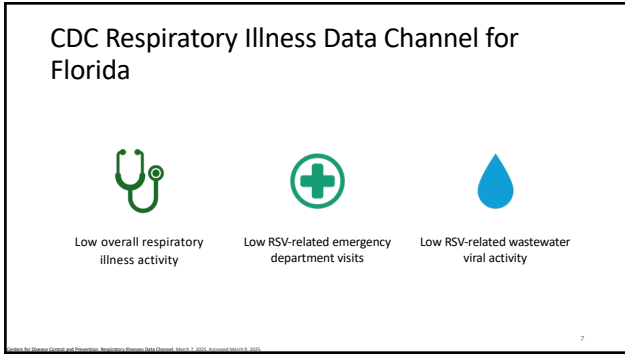 CDC Respiratory Illness Data Channel for
Florida
Low overall respiratory
illness activity
Low RSV-related emergency
department visits
Low RSV-related wastewater
viral activity
7
Centers for Disease Control and Prevention. Respiratory Illnesses Data Channel. March 7, 2025. Accessed March 9, 2025.